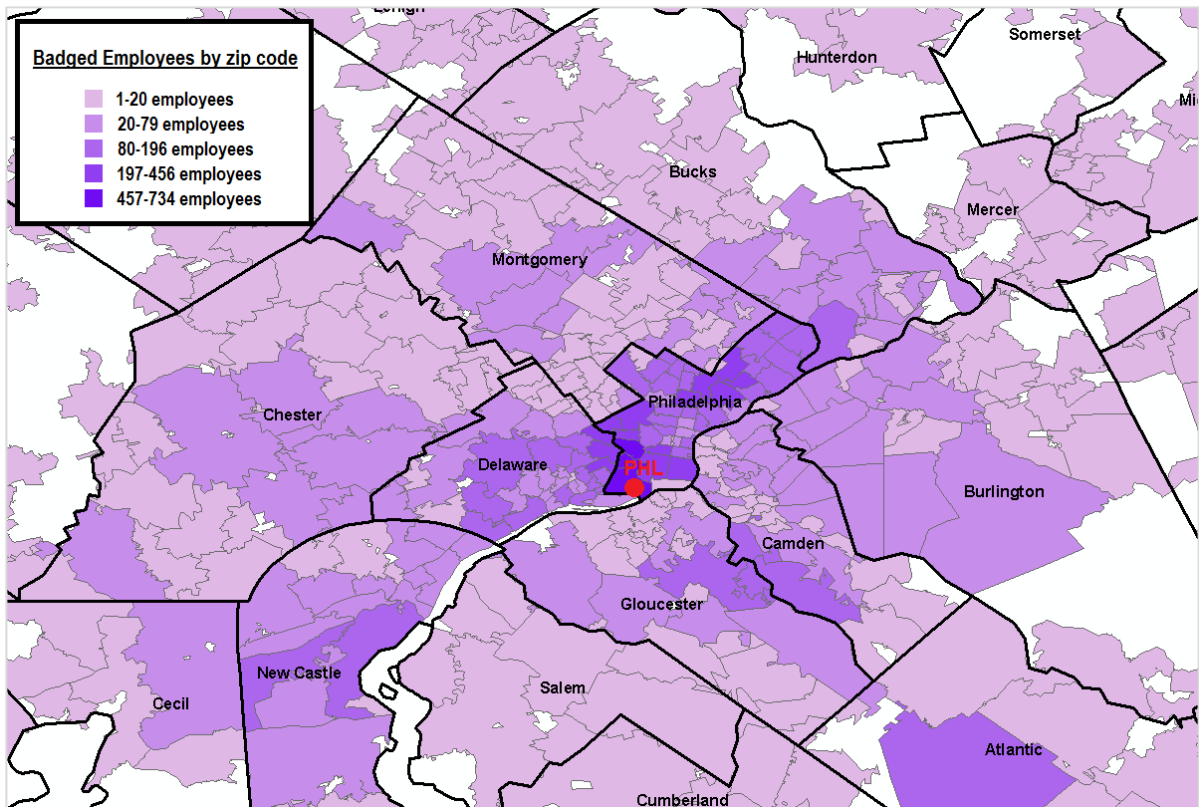 Lehigh
Somerset
Hunterdon
Badged Employees by zip code
1-20 employees
20-79 employees
80-196 employees
197-456 employees
457-734 employees
Mi
Bucks
Mercer
Montgomery
Philadelphia
Chester
Delaware
PHL
Burlington
Camden
Gloucester
New Castle
Salem
Cecil
Atlantic
Cumberland